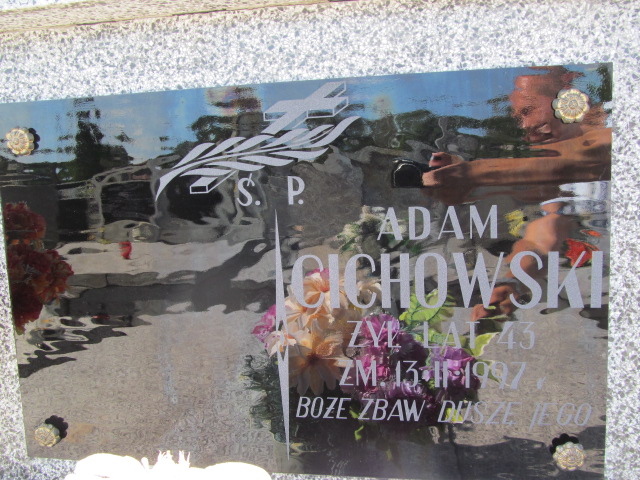 Ś. P.
ADAM
CICHOWSKI
ŻYŁ LAT 43
ZM. 13.II.1997 r.
BOŻE ZBAW DUSZĘ JEGO